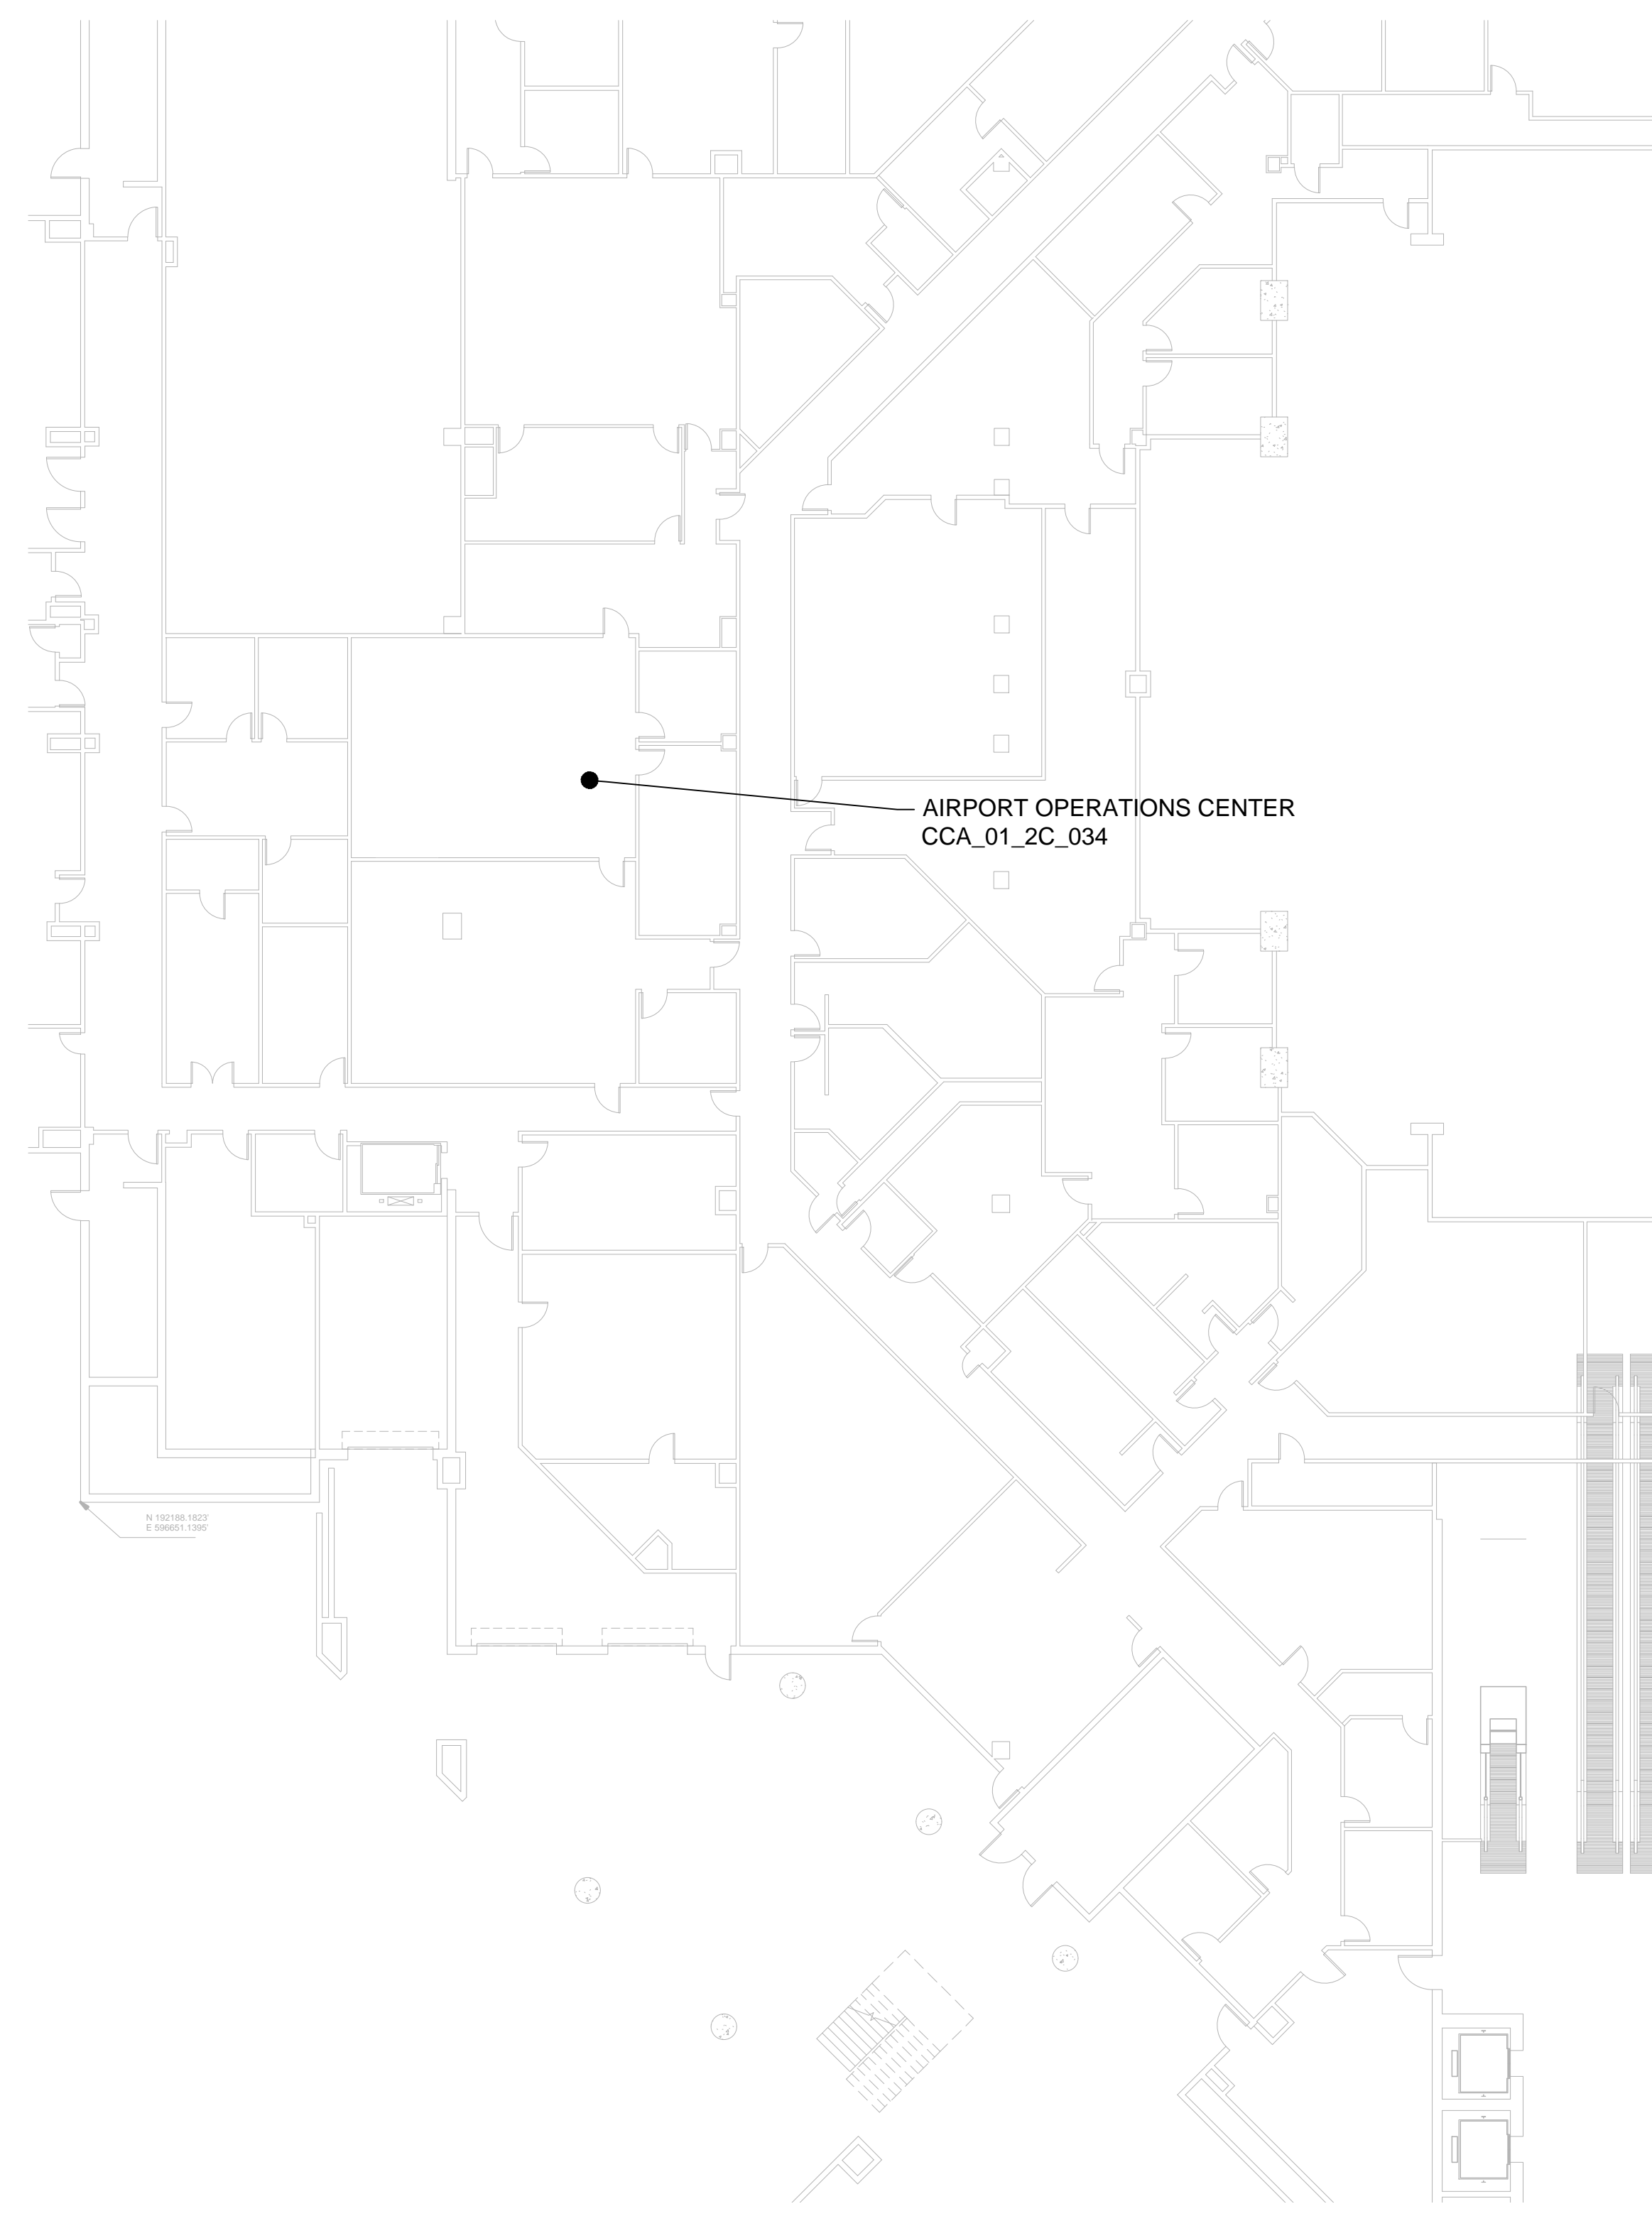 AIRPORT OPERATIONS CENTER
CCA_01_2C_034
N 192188.1823'
E 596651.1395'